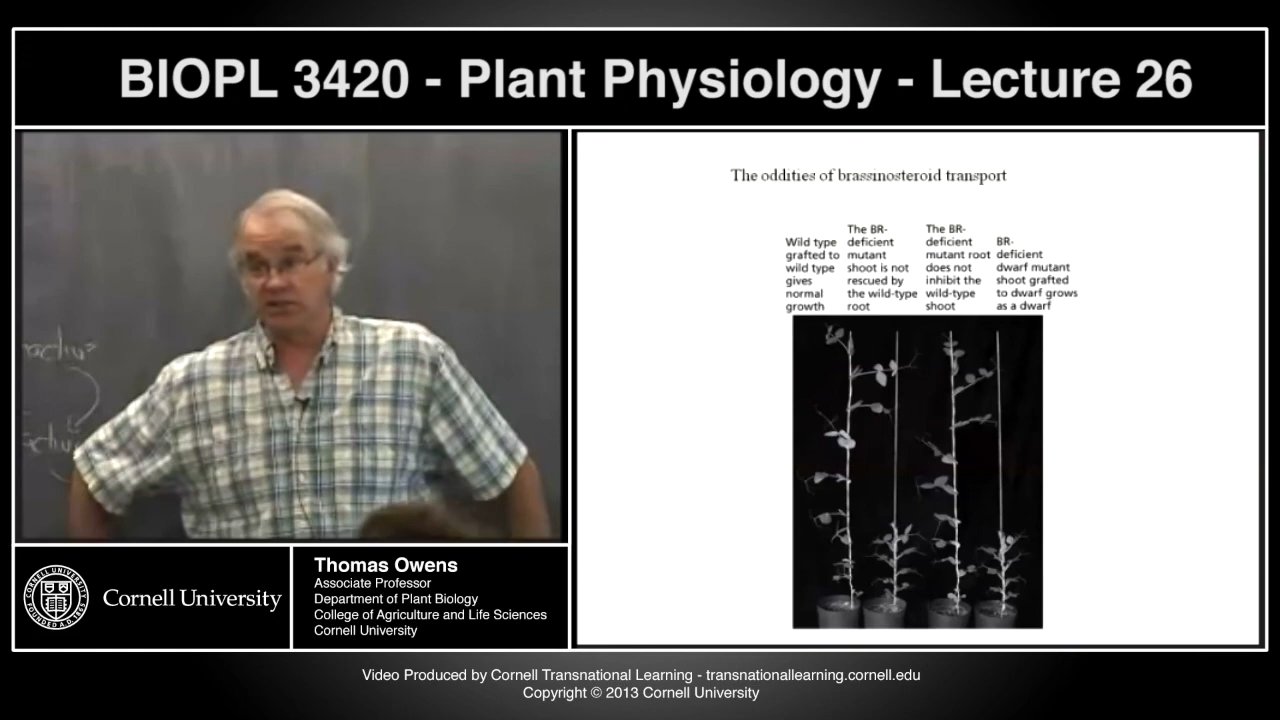 BIOPL 3420 - Plant Physiology - Lecture 26
The oddities of brassinosteroid transport
Wild type
grafted to
wild type
gives
normal
growth
The BR-
deficient
mutant
shoot is not
rescued by
the wild-type
root
The BR-
deficient
mutant root
does not
inhibit the
wild-type
shoot
BR-
deficient
dwarf mutant
shoot grafted
to dwarf grows
as a dwarf
Cornell University
Thomas Owens
Associate Professor
Department of Plant Biology
College of Agriculture and Life Sciences
Cornell University
Video Produced by Cornell Transnational Learning - transnationallearning.cornell.edu
Copyright © 2013 Cornell University